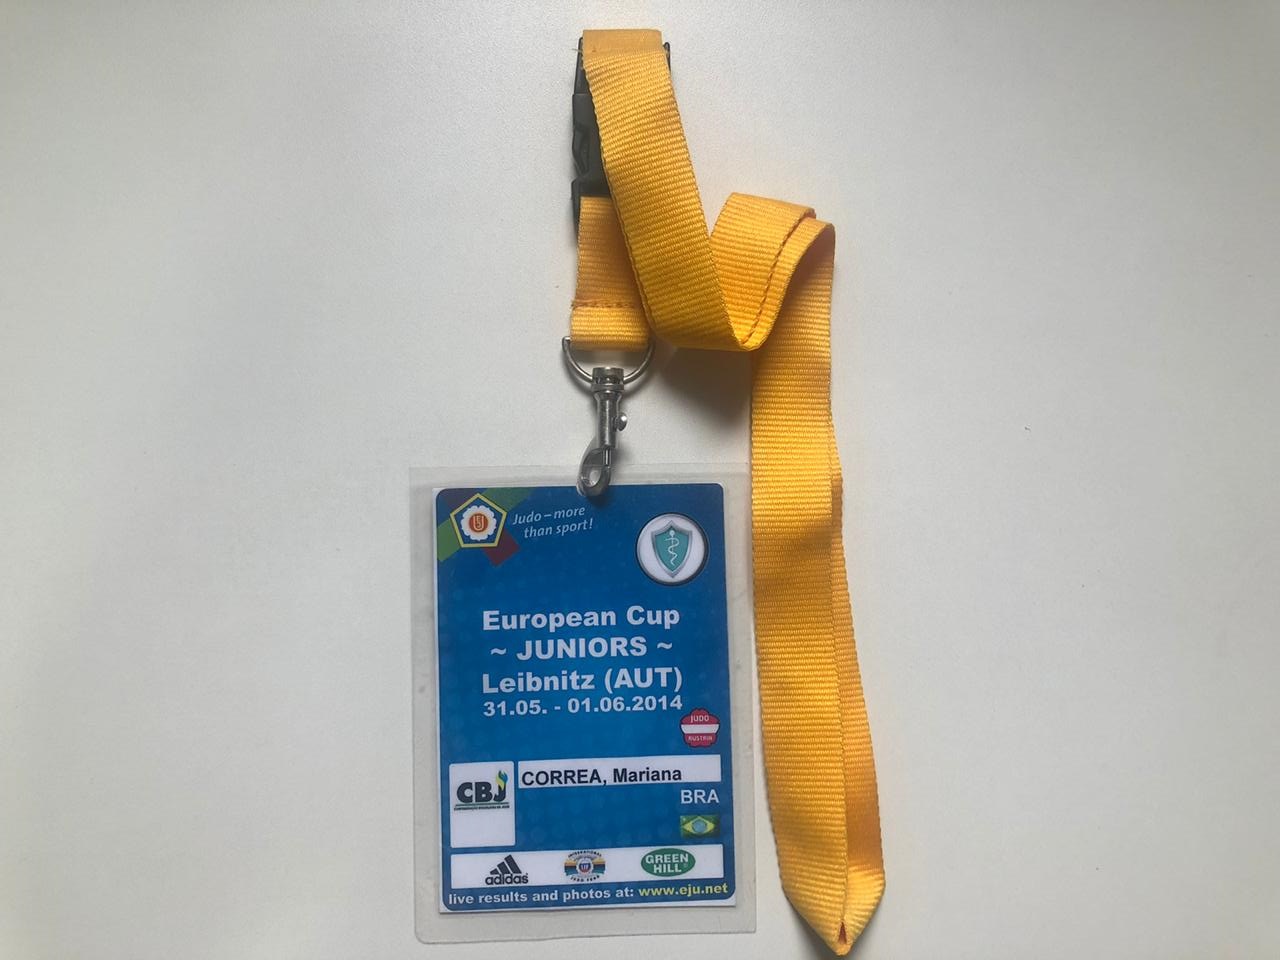 Judo – more
than sport!
European Cup
~ JUNIORS ~
Leibnitz (AUT)
31.05. - 01.06.2014
JUDO
AUSTRIA
CBJ
CORREA, Mariana
BRA
adidas
GREEN
HILL
live results and photos at: www.eju.net